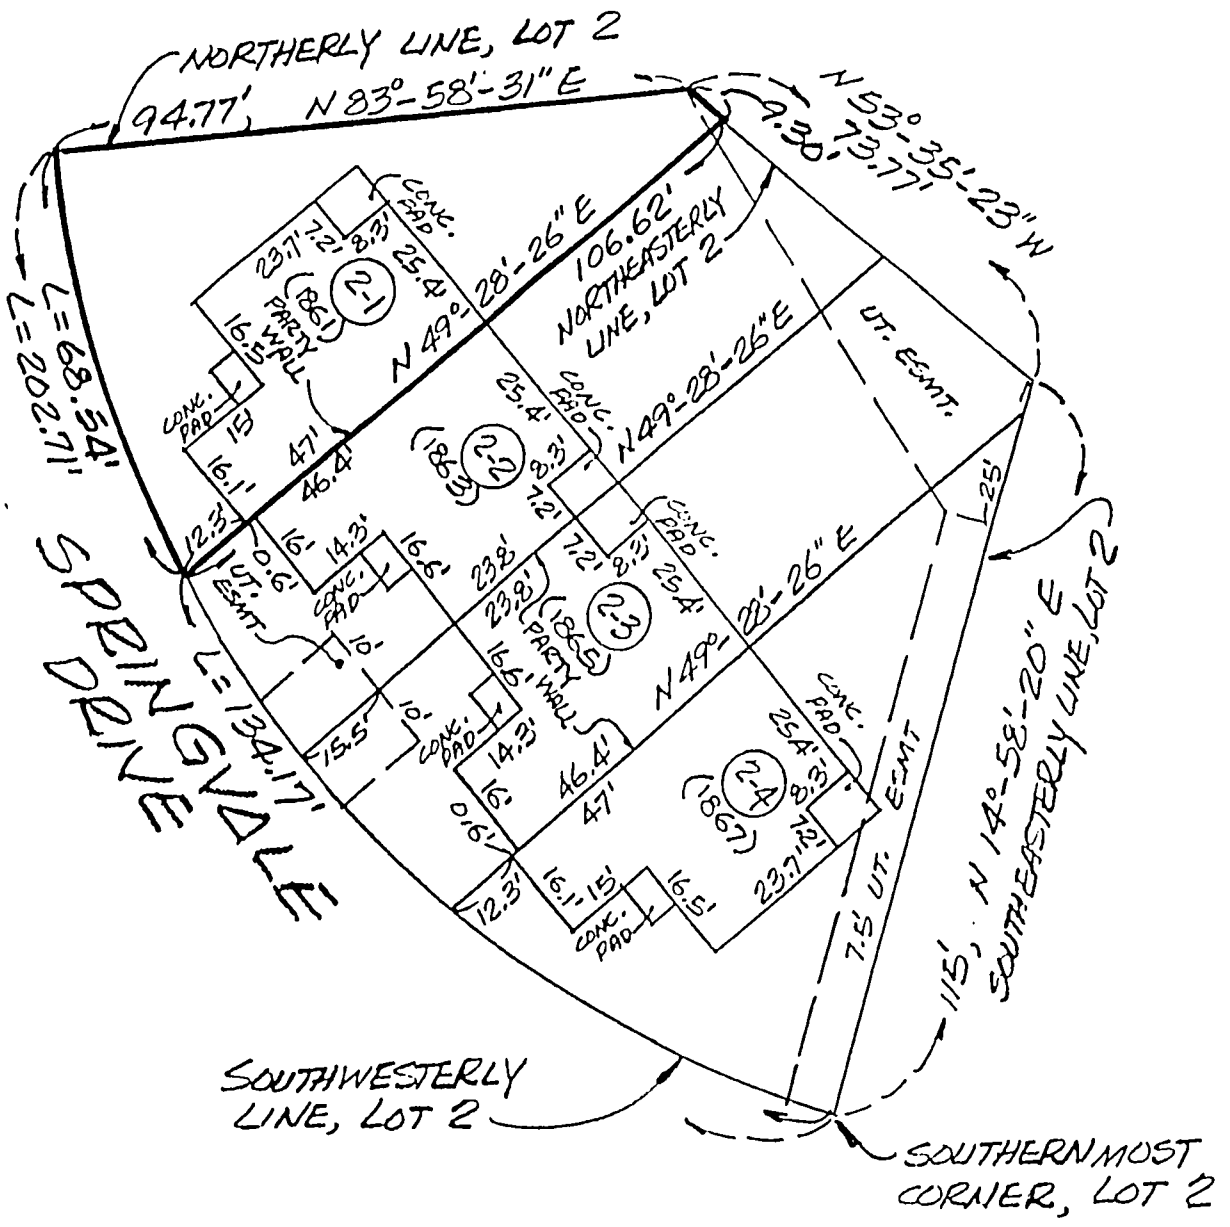 NORTHERLY LINE, LOT 2
94.77', N 83°-58'-31" E
9.30'
N 53°-35'-23" W
73.77'
L=68.54'
L=202.71'
CONC.
PAD
23.7'
7.2'
8.3'
25.4'
2-1
(1861)
PARTY
WALL
16.5'
CONC.
PAD
15'
16.1'
47'
46.4'
N 49°-28'-26" E
106.62'
NORTHEASTERLY
LINE, LOT 2
UT. ESMT.
12.3'
0.6'
UT.
ESMT
16'
14.3'
CONC.
PAD
16.6'
25.4'
CONC.
PAD
2-2
(1863)
8.3'
7.2'
N 49°-28'-26" E
23.8'
23.8'
7.2'
8.3'
CONC.
PAD
25.4'
2-3
(1865)
PARTY
WALL
10'
10'
15.5'
L=134.17'
SPRINGVALE
DRIVE
16.6'
CONC.
PAD
14.3'
16'
0.6'
46.4'
47'
N 49°-28'-26" E
25'
CONC.
PAD
25.4'
8.3'
7.2'
2-4
(1867)
23.7'
12.3'
16.1'
15'
CONC.
PAD
16.5'
7.5' UT. ESMT
115', N 14°-58'-20" E
SOUTHEASTERLY LINE, LOT 2
SOUTHWESTERLY
LINE, LOT 2
SOUTHERNMOST
CORNER, LOT 2